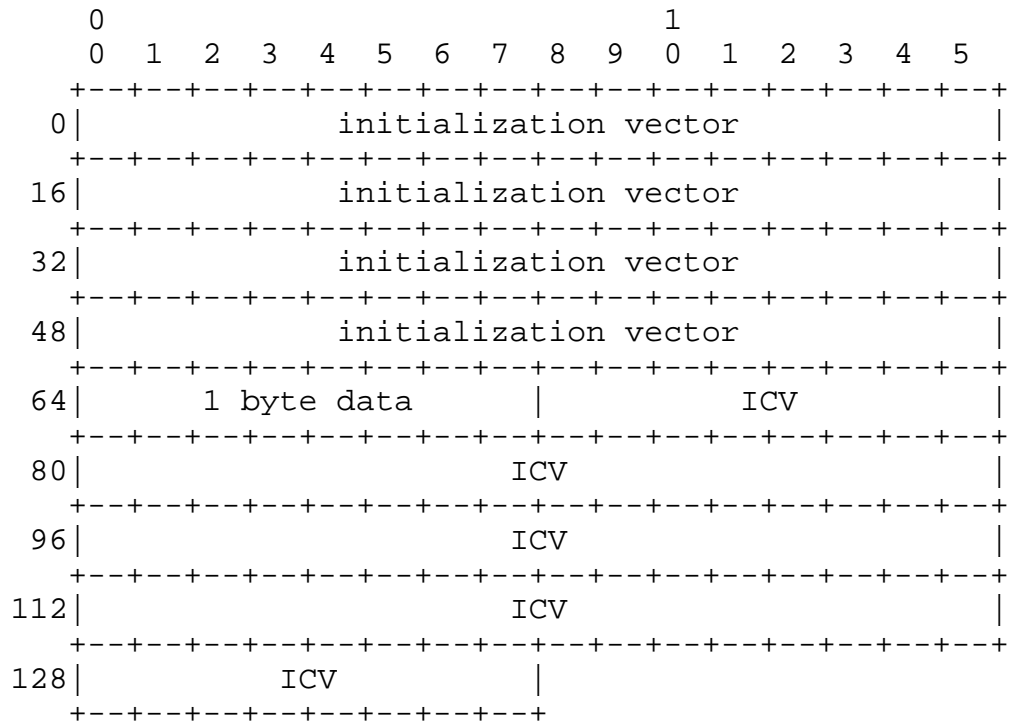 0                             1
     0  1  2  3  4  5  6  7  8  9  0  1  2  3  4  5
    +--+--+--+--+--+--+--+--+--+--+--+--+--+--+--+--+
   0|             initialization vector             |
    +--+--+--+--+--+--+--+--+--+--+--+--+--+--+--+--+
  16|             initialization vector             |
    +--+--+--+--+--+--+--+--+--+--+--+--+--+--+--+--+
  32|             initialization vector             |
    +--+--+--+--+--+--+--+--+--+--+--+--+--+--+--+--+
  48|             initialization vector             |
    +--+--+--+--+--+--+--+--+--+--+--+--+--+--+--+--+
  64|      1 byte data      |          ICV          |
    +--+--+--+--+--+--+--+--+--+--+--+--+--+--+--+--+
  80|                      ICV                      |
    +--+--+--+--+--+--+--+--+--+--+--+--+--+--+--+--+
  96|                      ICV                      |
    +--+--+--+--+--+--+--+--+--+--+--+--+--+--+--+--+
 112|                      ICV                      |
    +--+--+--+--+--+--+--+--+--+--+--+--+--+--+--+--+
 128|          ICV          |
    +--+--+--+--+--+--+--+--+